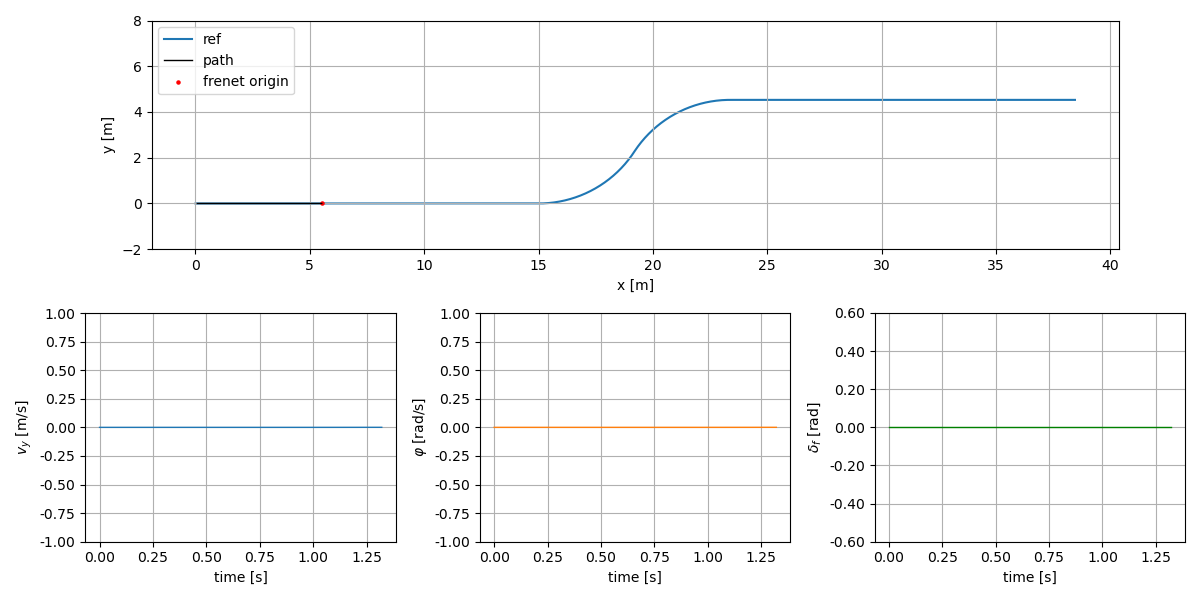 8
6
4
2
0
−2
y [m]
ref
path
frenet origin
0 5 10 15 20 25 30 35 40
x [m]
1.00
0.75
0.50
0.25
0.00
-0.25
-0.50
-0.75
-1.00
v_y [m/s]
0.00 0.25 0.50 0.75 1.00 1.25
time [s]
1.00
0.75
0.50
0.25
0.00
-0.25
-0.50
-0.75
-1.00
φ [rad/s]
0.00 0.25 0.50 0.75 1.00 1.25
time [s]
0.60
0.40
0.20
0.00
-0.20
-0.40
-0.60
δ_f [rad]
0.00 0.25 0.50 0.75 1.00 1.25
time [s]